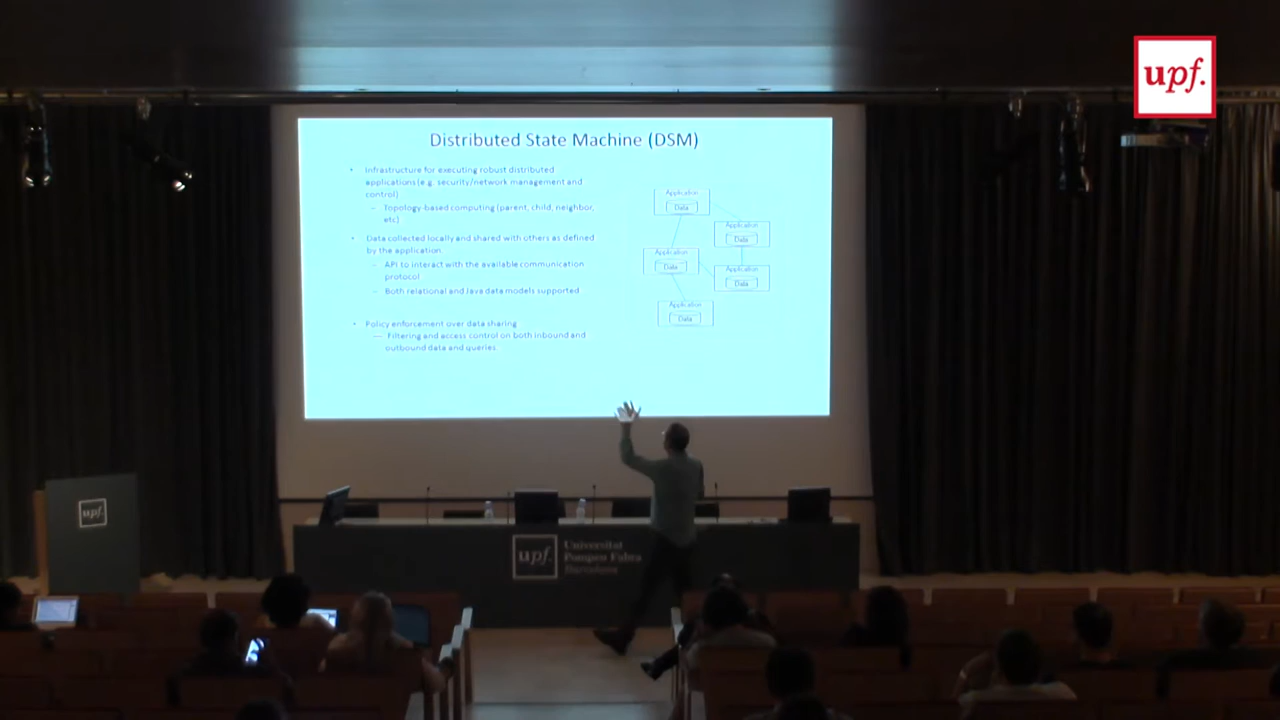 upf.
Distributed State Machine (DSM)
• Infrastructure for executing robust distributed
applications (e.g. security/network management and
control)
– Topology-based computing (parent, child, neighbor,
etc)
• Data collected locally and shared with others as defined
by the application.
– API to interact with the available communication
protocol
– Both relational and Java data models supported
• Policy enforcement over data sharing
— Filtering and access control on both inbound and
outbound data and queries
Application
Data
Application
Data
Application
Data
Application
Data
Application
Data
upf.
upf.
Universitat
Pompeu Fabra
Barcelona